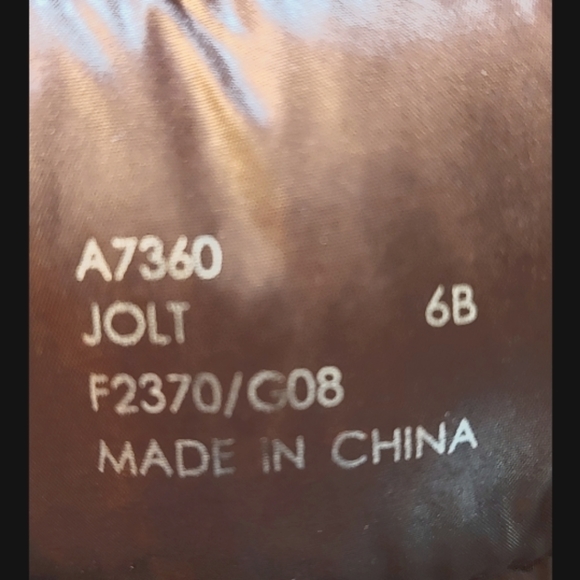 A7360
JOLT 6B
F2370/G08
MADE IN CHINA